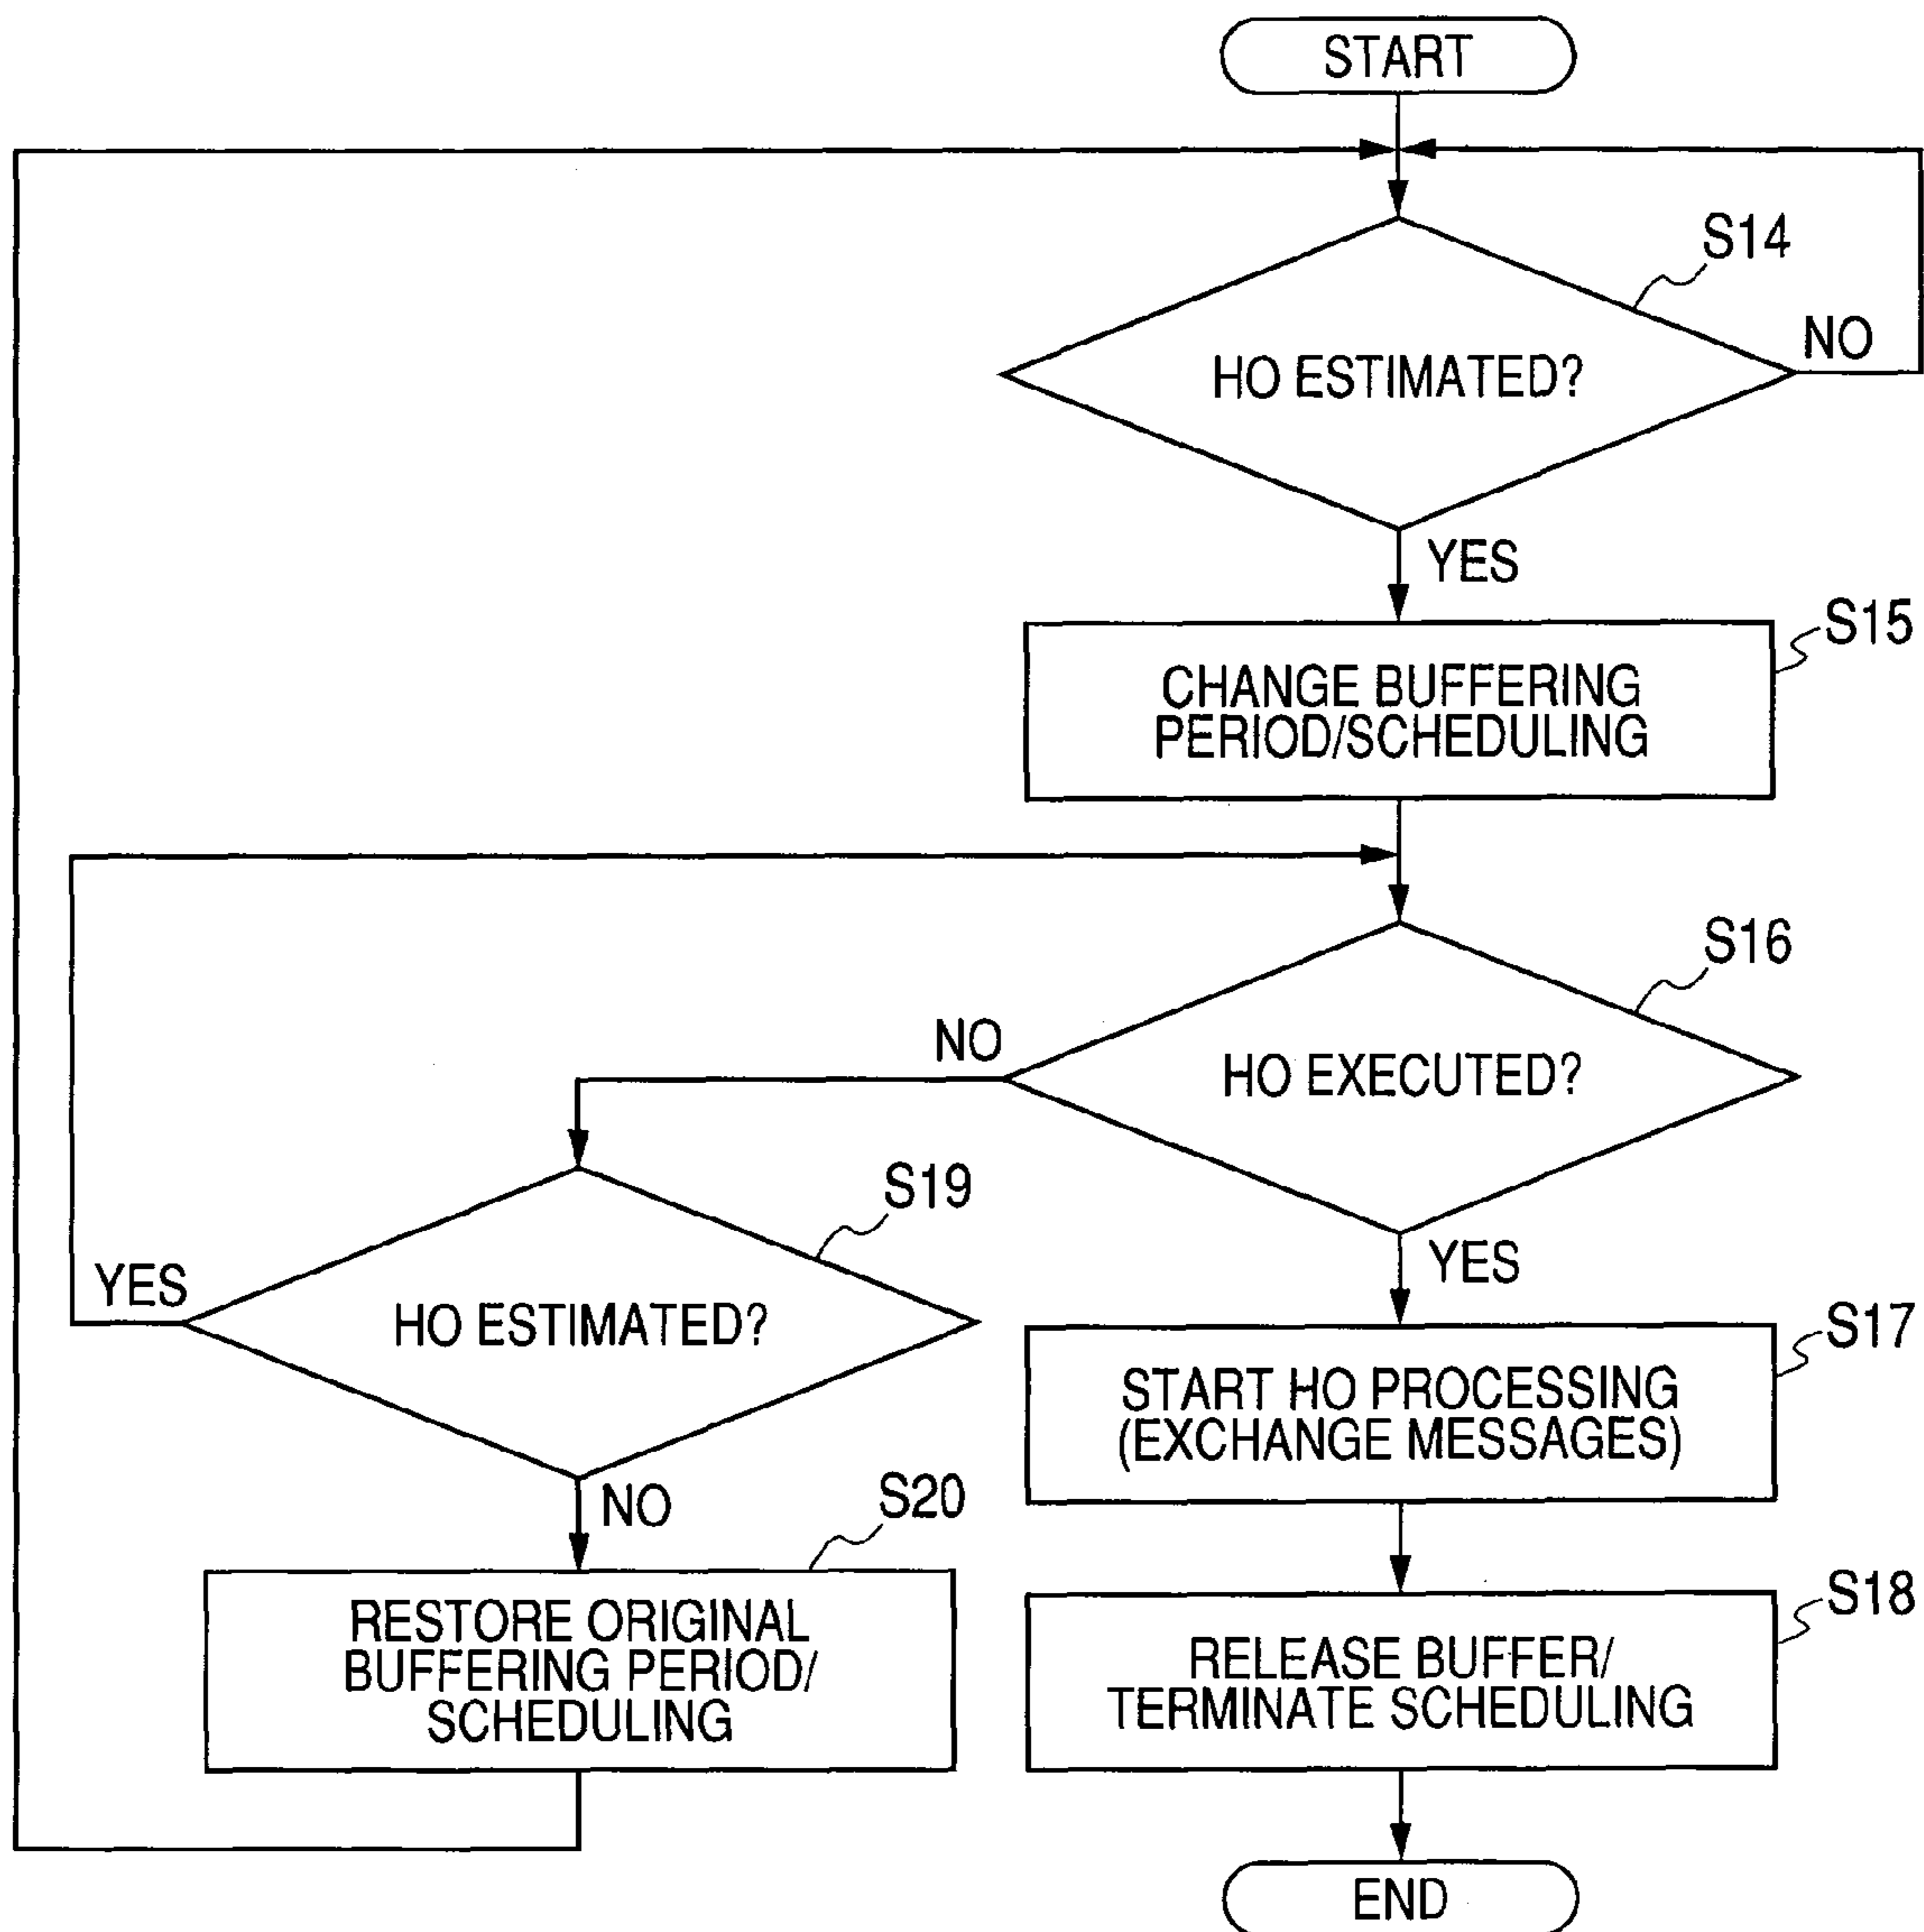 START
S14
HO ESTIMATED?
NO
YES
S15
CHANGE BUFFERING
PERIOD/SCHEDULING
S16
NO
HO EXECUTED?
S19
YES
YES
HO ESTIMATED?
S17
START HO PROCESSING
(EXCHANGE MESSAGES)
NO
S20
S18
RESTORE ORIGINAL
BUFFERING PERIOD/
SCHEDULING
RELEASE BUFFER/
TERMINATE SCHEDULING
END